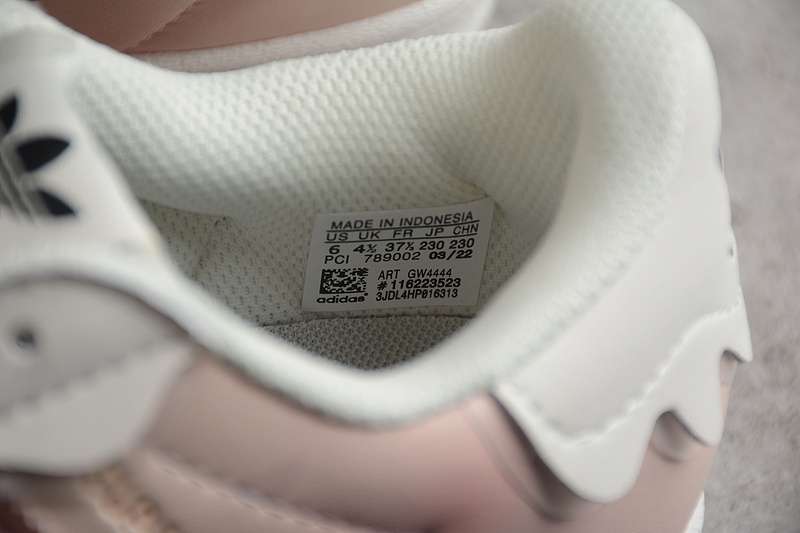 MADE IN INDONESIA
US UK FR JP CHN
6 4½ 37⅓ 230 230
PCI 789002 03/22
ART GW4444
# 116223523
adidas® 3JDL4HP016313